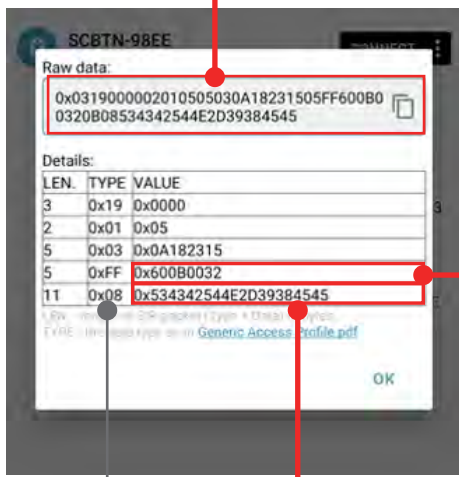 SCBTN-98EE
Raw data:
0x0319000002010505030A18231505FF600B0
0320B08534342544E2D39384545
Details:
LEN. TYPE VALUE
3 0x19 0x0000
2 0x01 0x05
5 0x03 0x0A182315
5 0xFF 0x600B0032
11 0x08 0x534342544E2D39384545
Generic Access Profile.pdf
OK